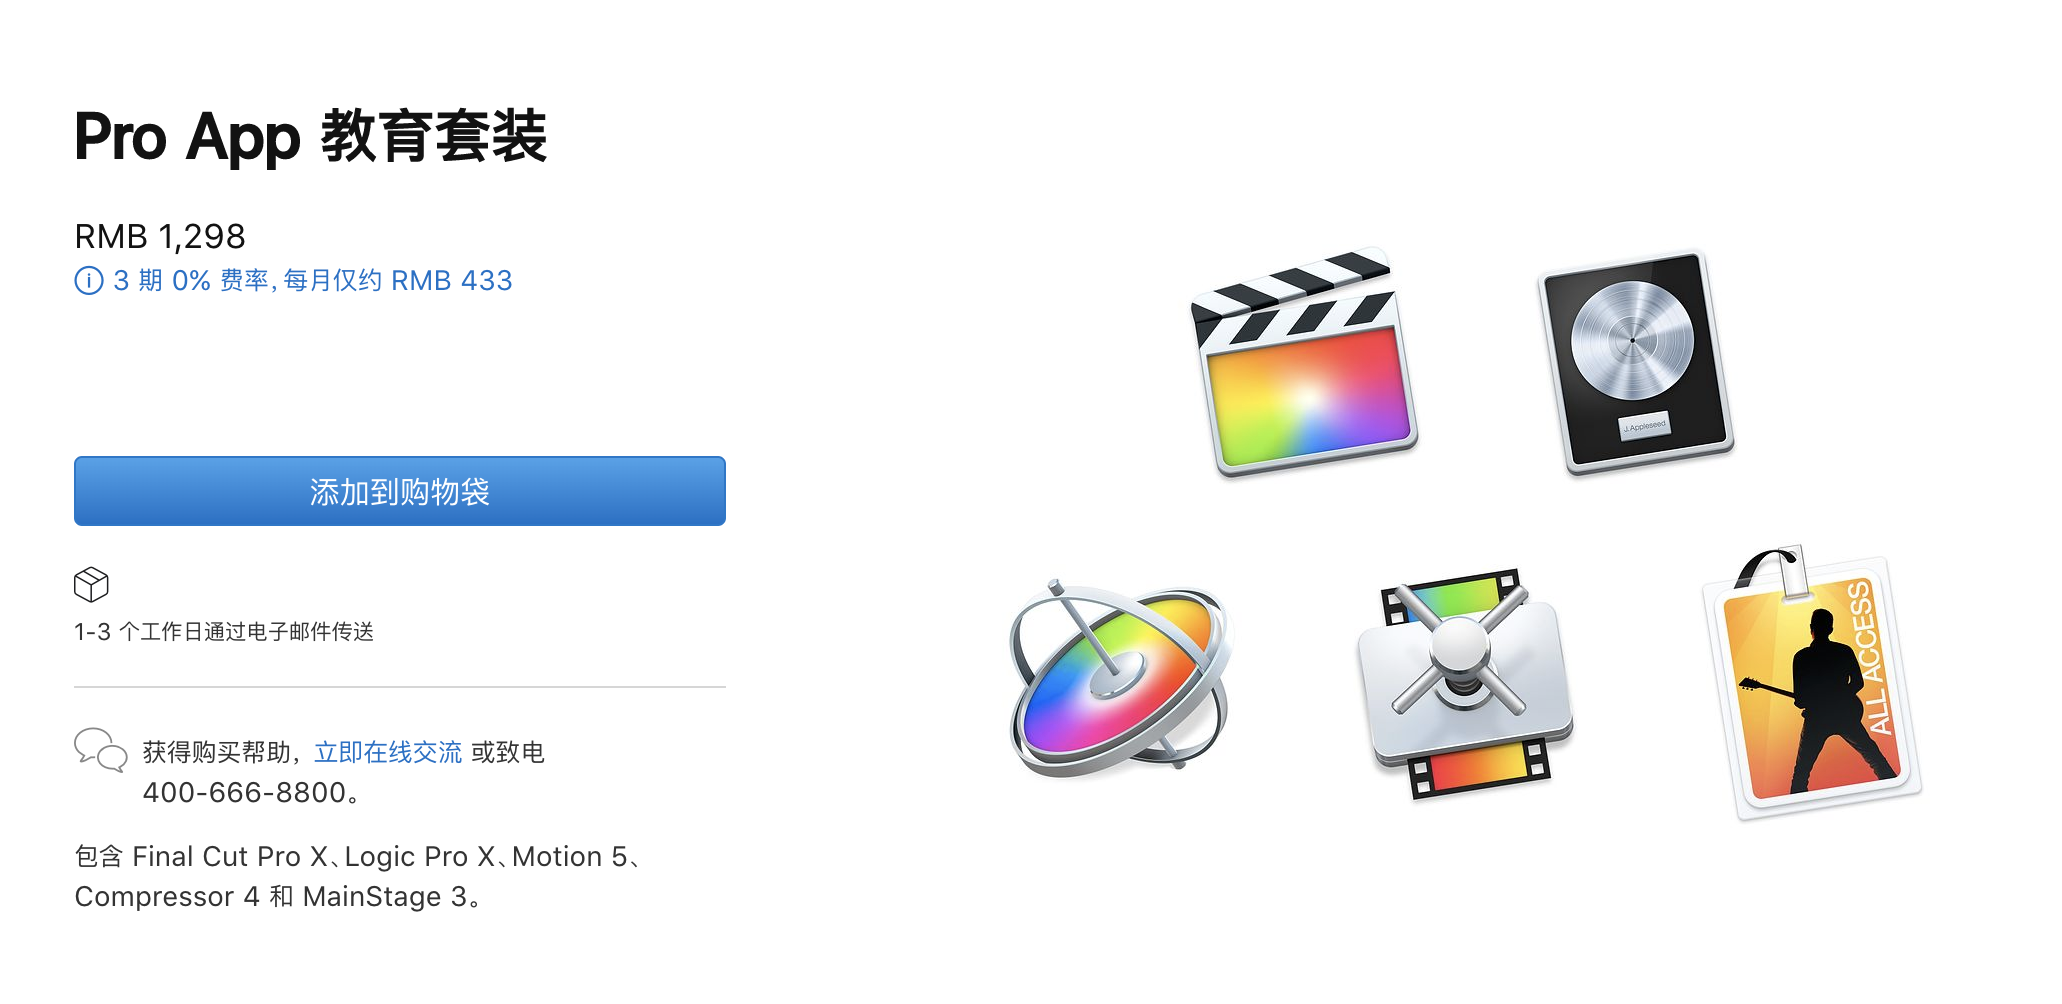 Pro App 教育套装
RMB 1,298
3 期 0% 费率，每月仅约 RMB 433
添加到购物袋
1-3 个工作日通过电子邮件传送
获得购买帮助，立即在线交流 或致电
400-666-8800。
包含 Final Cut Pro X、Logic Pro X、Motion 5、
Compressor 4 和 MainStage 3。
J.Appleseed
ALL ACCESS